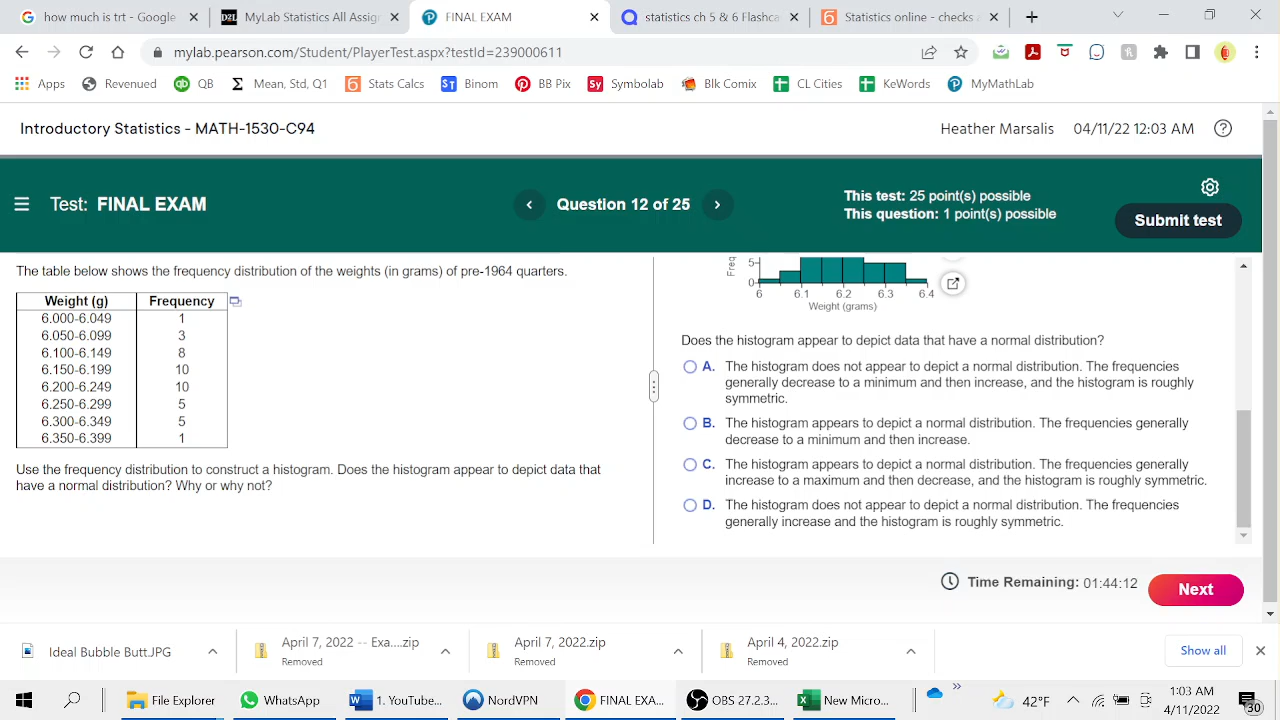 how much is trt - Google
MyLab Statistics All Assig
FINAL EXAM
statistics ch 5 & 6 Flashca
Statistics online - checks
mylab.pearson.com/Student/PlayerTest.aspx?testId=239000611
Apps
Revenued
QB
Mean, Std, Q1
Stats Calcs
Binom
BB Pix
Symbolab
Blk Comix
CL Cities
KeWords
MyMathLab
Introductory Statistics - MATH-1530-C94
Heather Marsalis 04/11/22 12:03 AM
Test: FINAL EXAM
Question 12 of 25
This test: 25 point(s) possible
This question: 1 point(s) possible
Submit test
The table below shows the frequency distribution of the weights (in grams) of pre-1964 quarters.
Weight (g) Frequency
6.000-6.049 1
6.050-6.099 3
6.100-6.149 8
6.150-6.199 10
6.200-6.249 10
6.250-6.299 5
6.300-6.349 5
6.350-6.399 1
Use the frequency distribution to construct a histogram. Does the histogram appear to depict data that
have a normal distribution? Why or why not?
Freq
5
0
6 6.1 6.2 6.3 6.4
Weight (grams)
Does the histogram appear to depict data that have a normal distribution?
A. The histogram does not appear to depict a normal distribution. The frequencies
generally decrease to a minimum and then increase, and the histogram is roughly
symmetric.
B. The histogram appears to depict a normal distribution. The frequencies generally
decrease to a minimum and then increase.
C. The histogram appears to depict a normal distribution. The frequencies generally
increase to a maximum and then decrease, and the histogram is roughly symmetric.
D. The histogram does not appear to depict a normal distribution. The frequencies
generally increase and the histogram is roughly symmetric.
Time Remaining: 01:44:12
Next
Ideal Bubble Butt.JPG
April 7, 2022 -- Exa....zip
Removed
April 7, 2022.zip
Removed
April 4, 2022.zip
Removed
Show all
File Explorer
WhatsApp
1. YouTube...
NordVPN
FINAL EXA...
OBS 27.2.3...
New Micro...
42°F
1:03 AM
4/11/2022
30